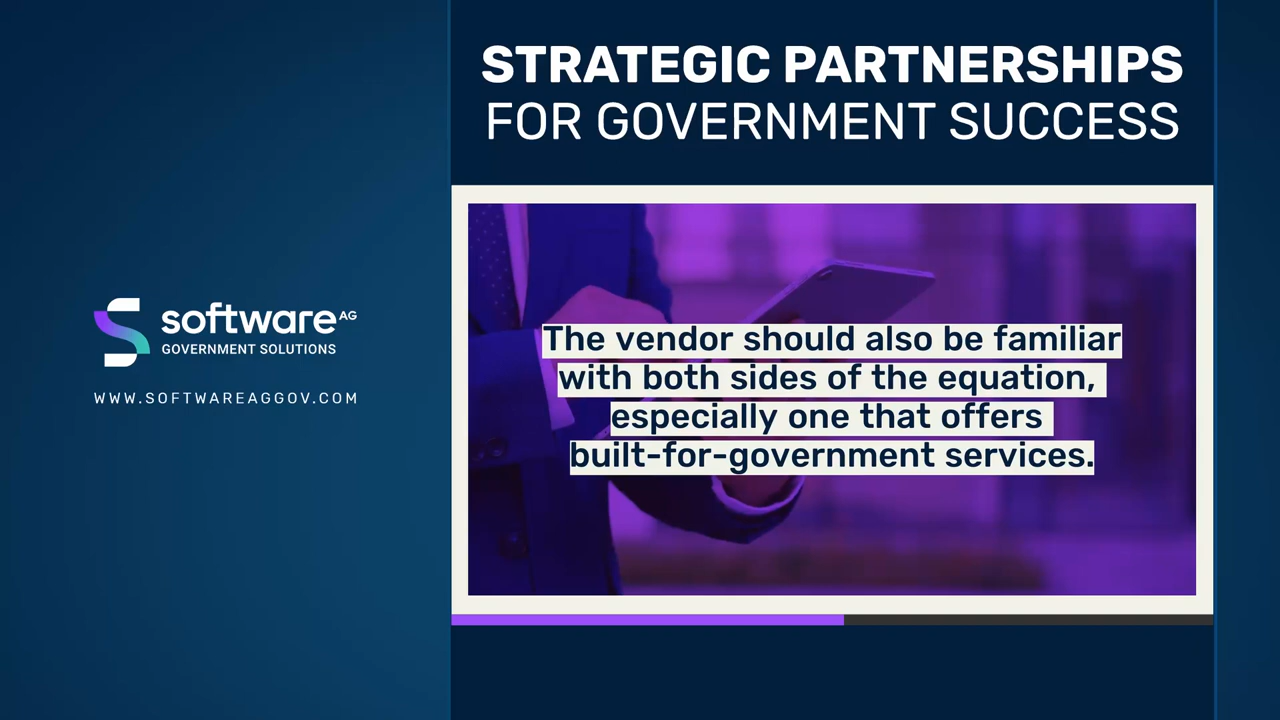 STRATEGIC PARTNERSHIPS
FOR GOVERNMENT SUCCESS
software AG
GOVERNMENT SOLUTIONS
WWW.SOFTWAREAGGOV.COM
The vendor should also be familiar
with both sides of the equation,
especially one that offers
built-for-government services.